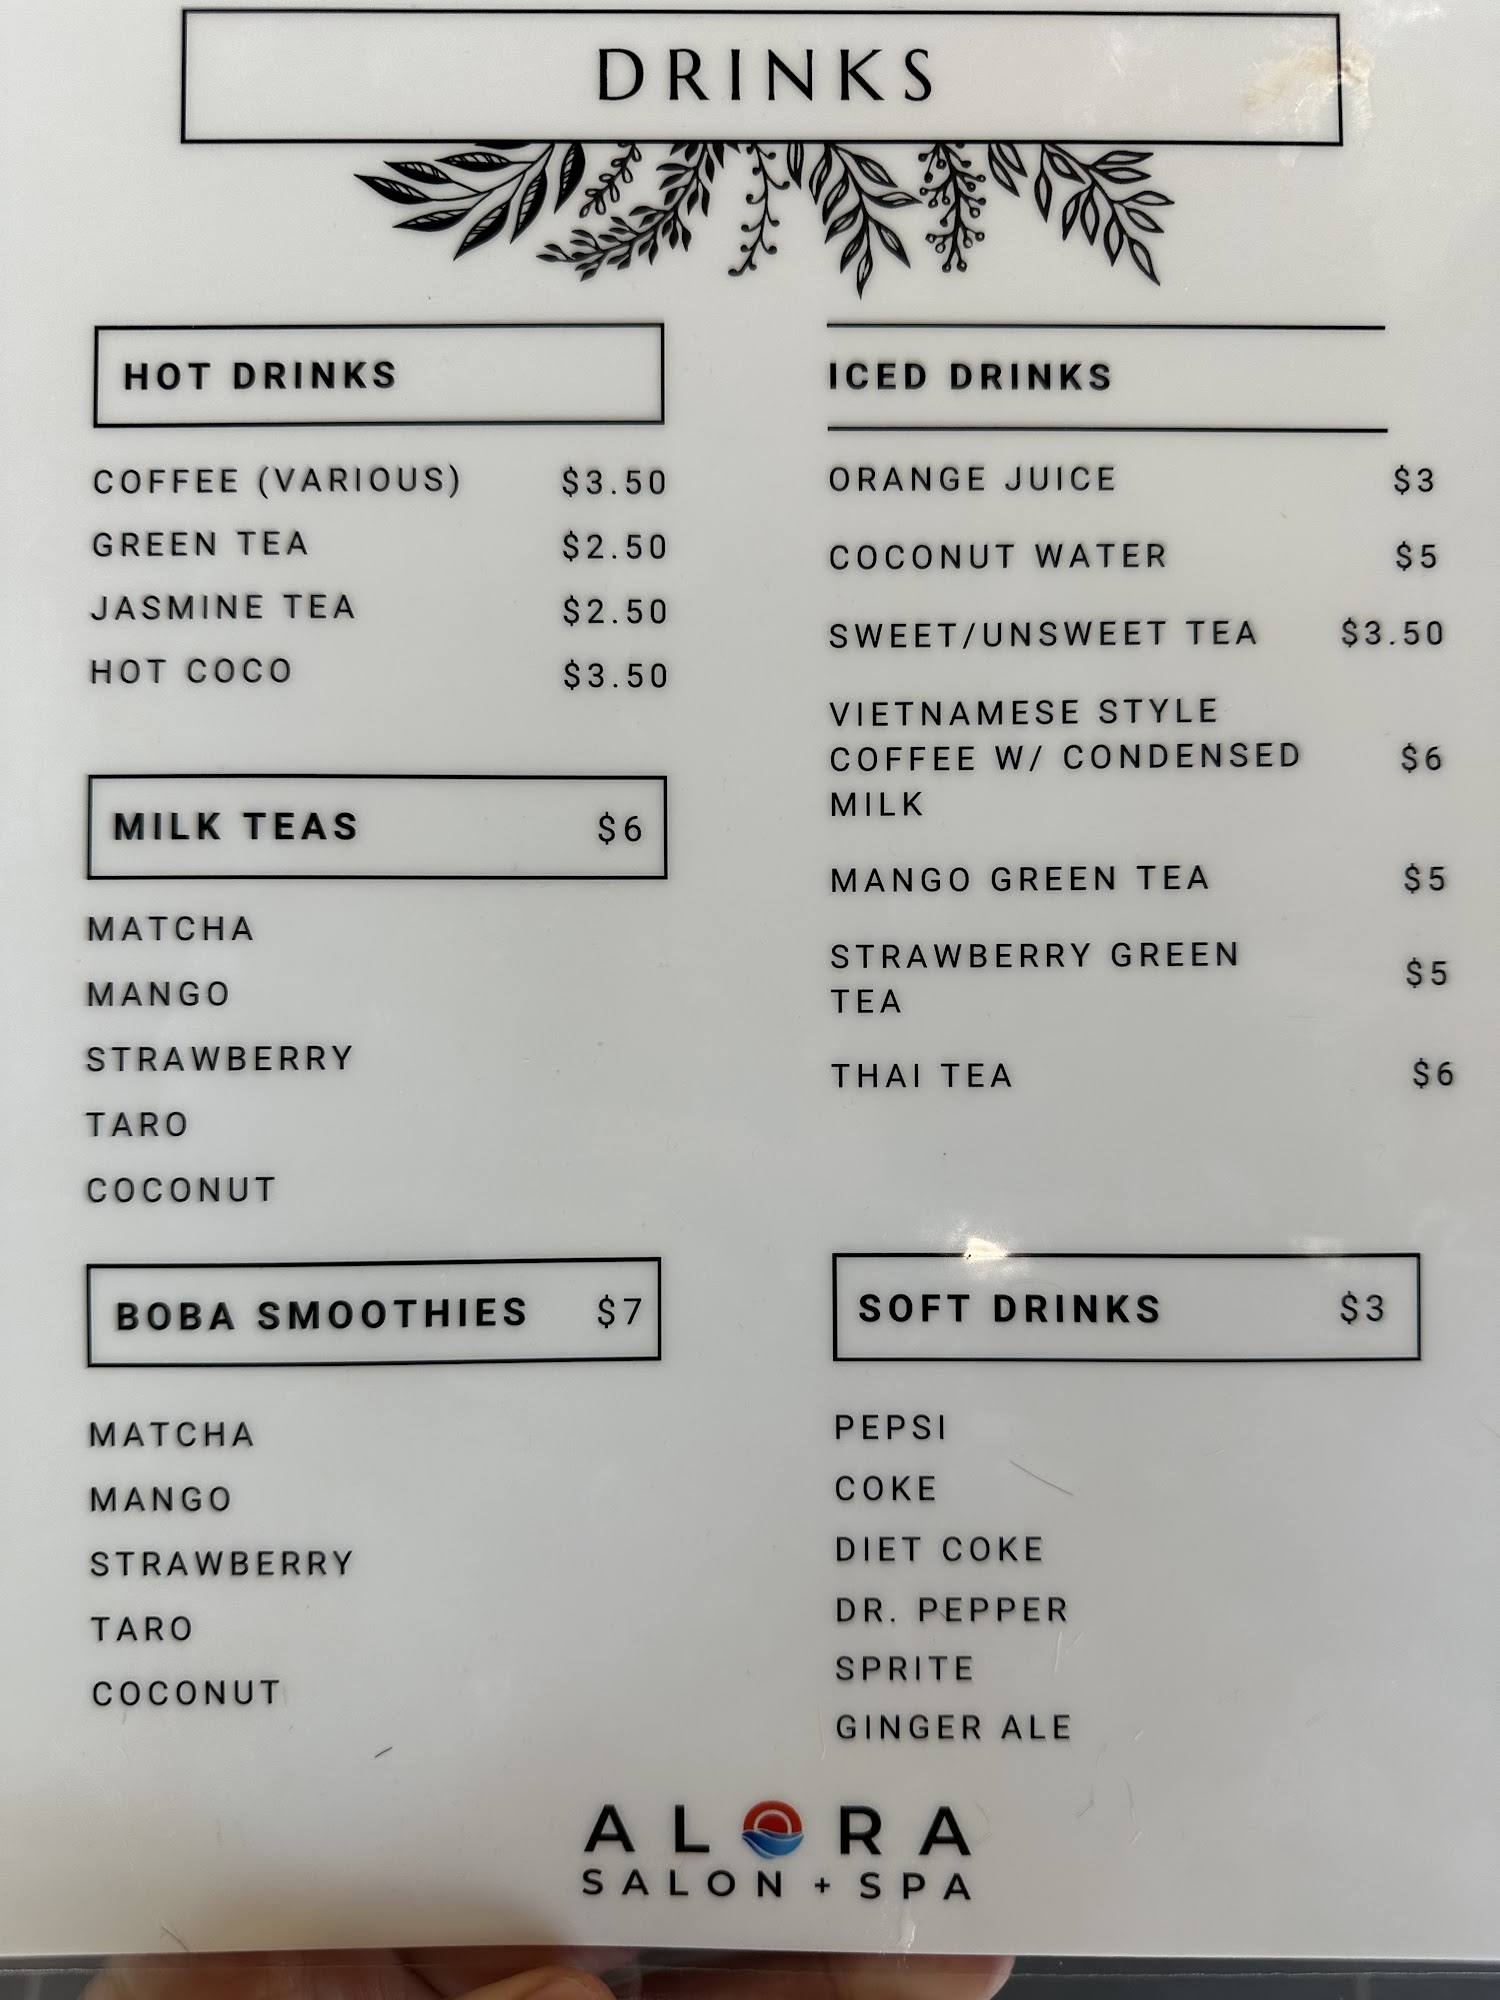 DRINKS
HOT DRINKS
COFFEE (VARIOUS) $3.50
GREEN TEA $2.50
JASMINE TEA $2.50
HOT COCO $3.50
MILK TEAS $6
MATCHA
MANGO
STRAWBERRY
TARO
COCONUT
BOBA SMOOTHIES $7
MATCHA
MANGO
STRAWBERRY
TARO
COCONUT
ICED DRINKS
ORANGE JUICE $3
COCONUT WATER $5
SWEET/UNSWEET TEA $3.50
VIETNAMESE STYLE
COFFEE W/ CONDENSED $6
MILK
MANGO GREEN TEA $5
STRAWBERRY GREEN $5
TEA
THAI TEA $6
SOFT DRINKS $3
PEPSI
COKE
DIET COKE
DR. PEPPER
SPRITE
GINGER ALE
ALORA
SALON + SPA